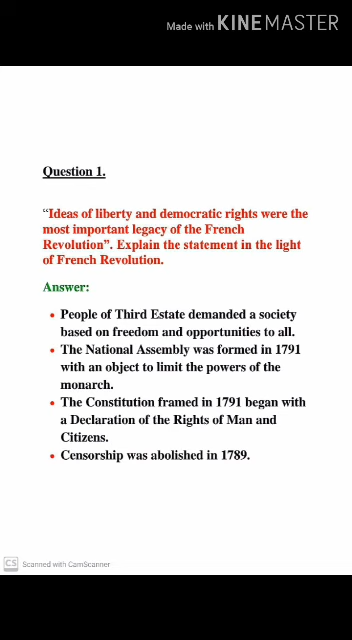 Made with KINEMASTER
Question 1.
“Ideas of liberty and democratic rights were the
most important legacy of the French
Revolution”. Explain the statement in the light
of French Revolution.
Answer:
• People of Third Estate demanded a society
based on freedom and opportunities to all.
• The National Assembly was formed in 1791
with an object to limit the powers of the
monarch.
• The Constitution framed in 1791 began with
a Declaration of the Rights of Man and
Citizens.
• Censorship was abolished in 1789.
CS Scanned with CamScanner